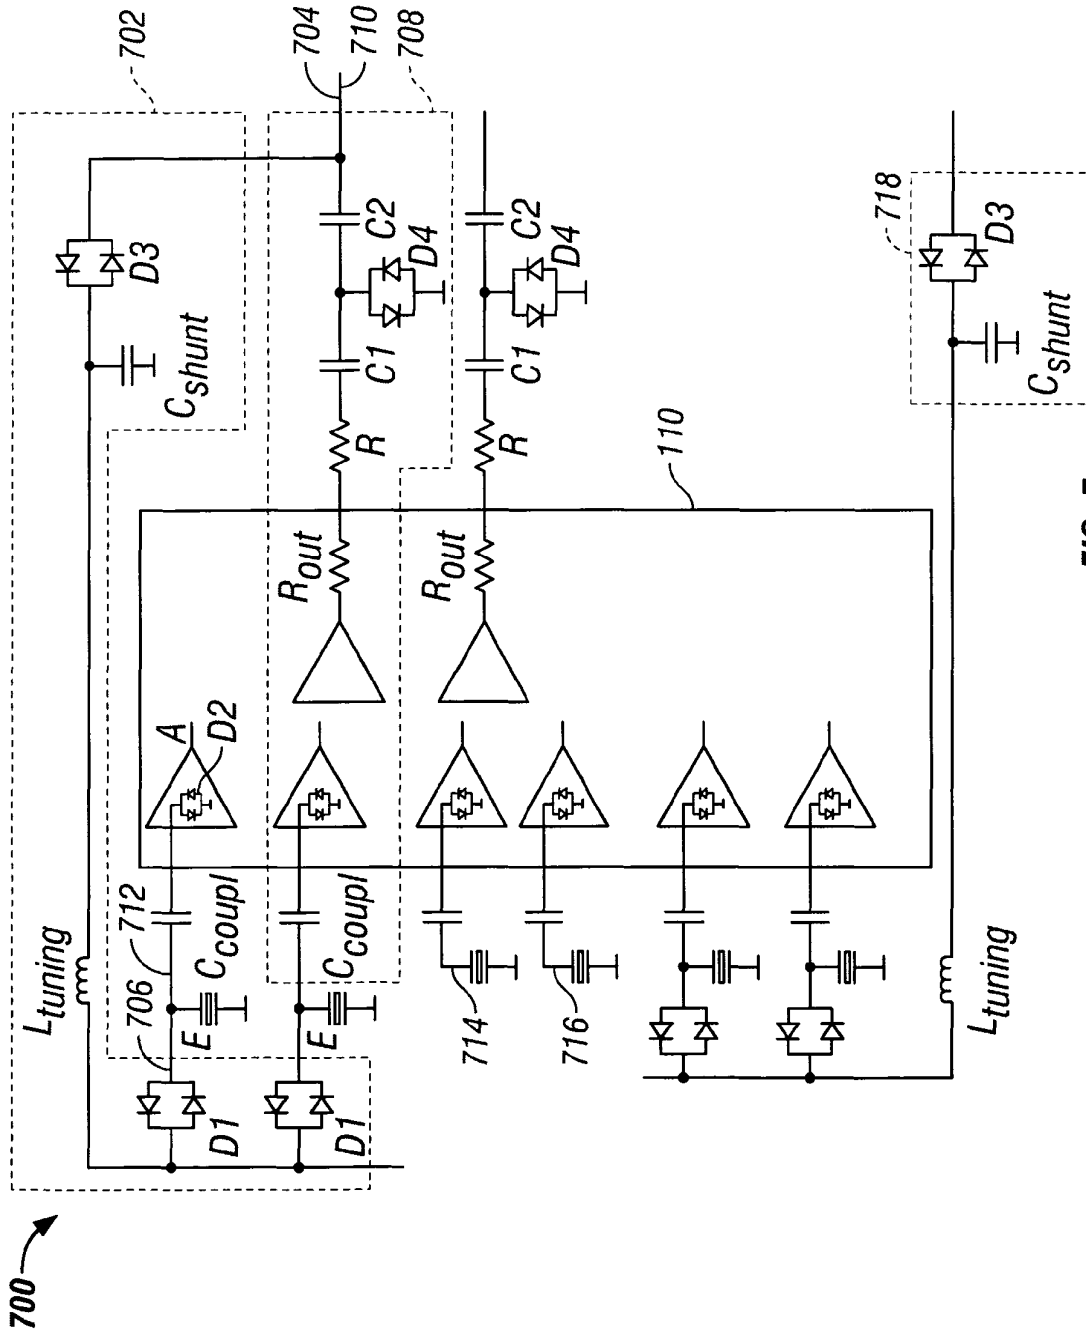 700
702
704
710
708
D3
C2
D4
C2
D4
718
D3
Cshunt
C1
C1
Cshunt
R
R
110
Rout
Rout
A
D2
Ltuning
712
Ccoupl
Ccoupl
706
E
E
714
716
Ltuning
D1
D1